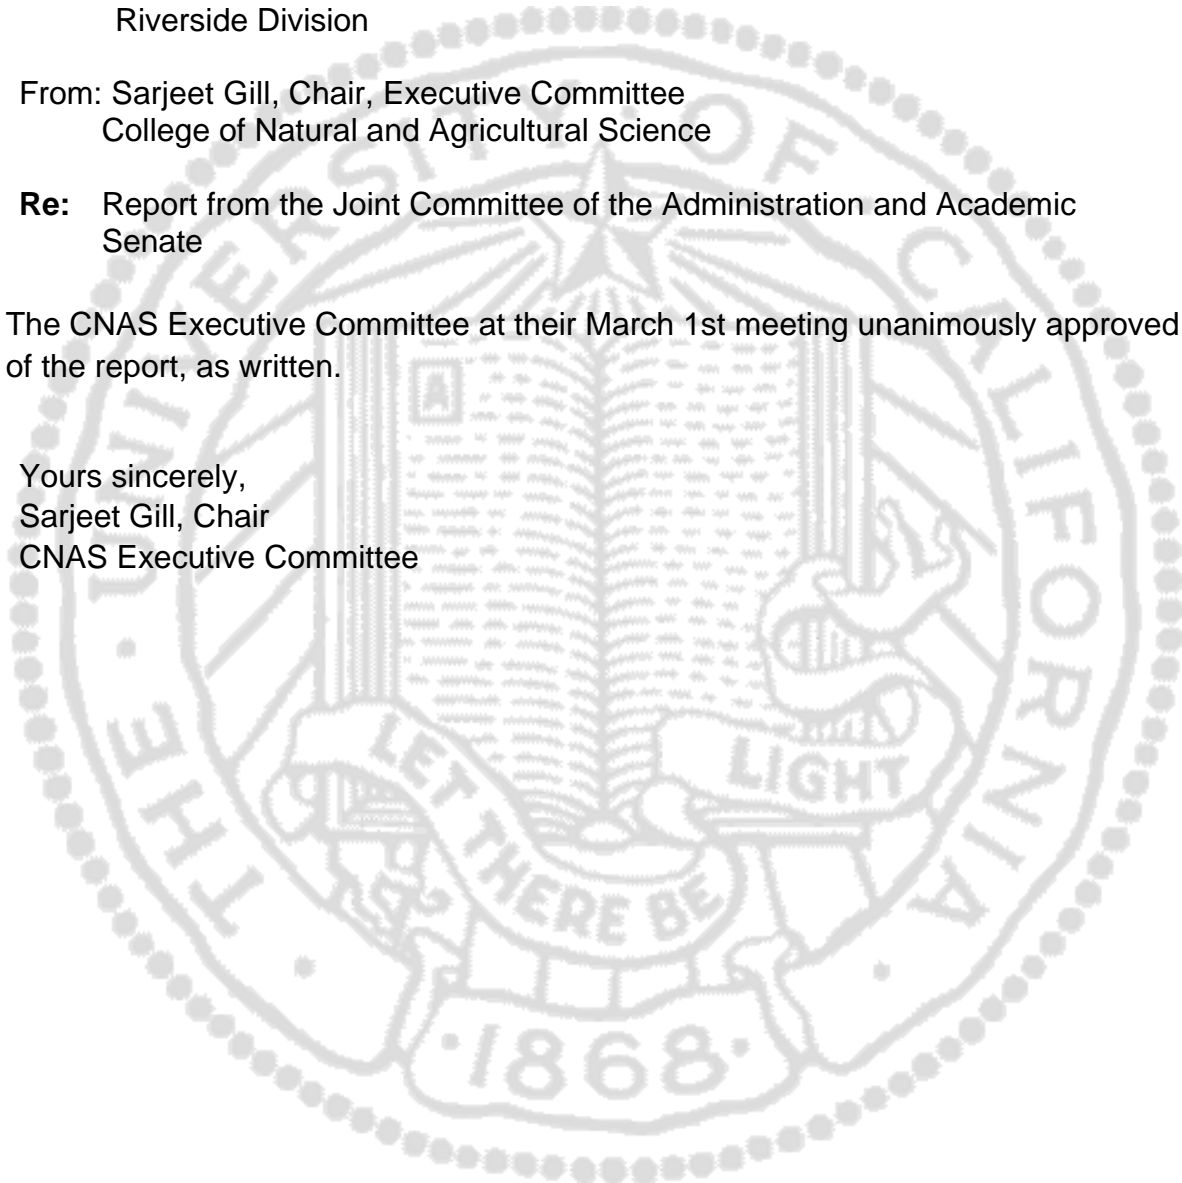 Riverside Division
From: Sarjeet Gill, Chair, Executive Committee
College of Natural and Agricultural Science
Re: Report from the Joint Committee of the Administration and Academic
Senate
The CNAS Executive Committee at their March 1st meeting unanimously approved
of the report, as written.
Yours sincerely,
Sarjeet Gill, Chair
CNAS Executive Committee
THE · UNIVERSITY · OF CALIFORNIA ·
A
LET THERE BE
LIGHT
·1868·